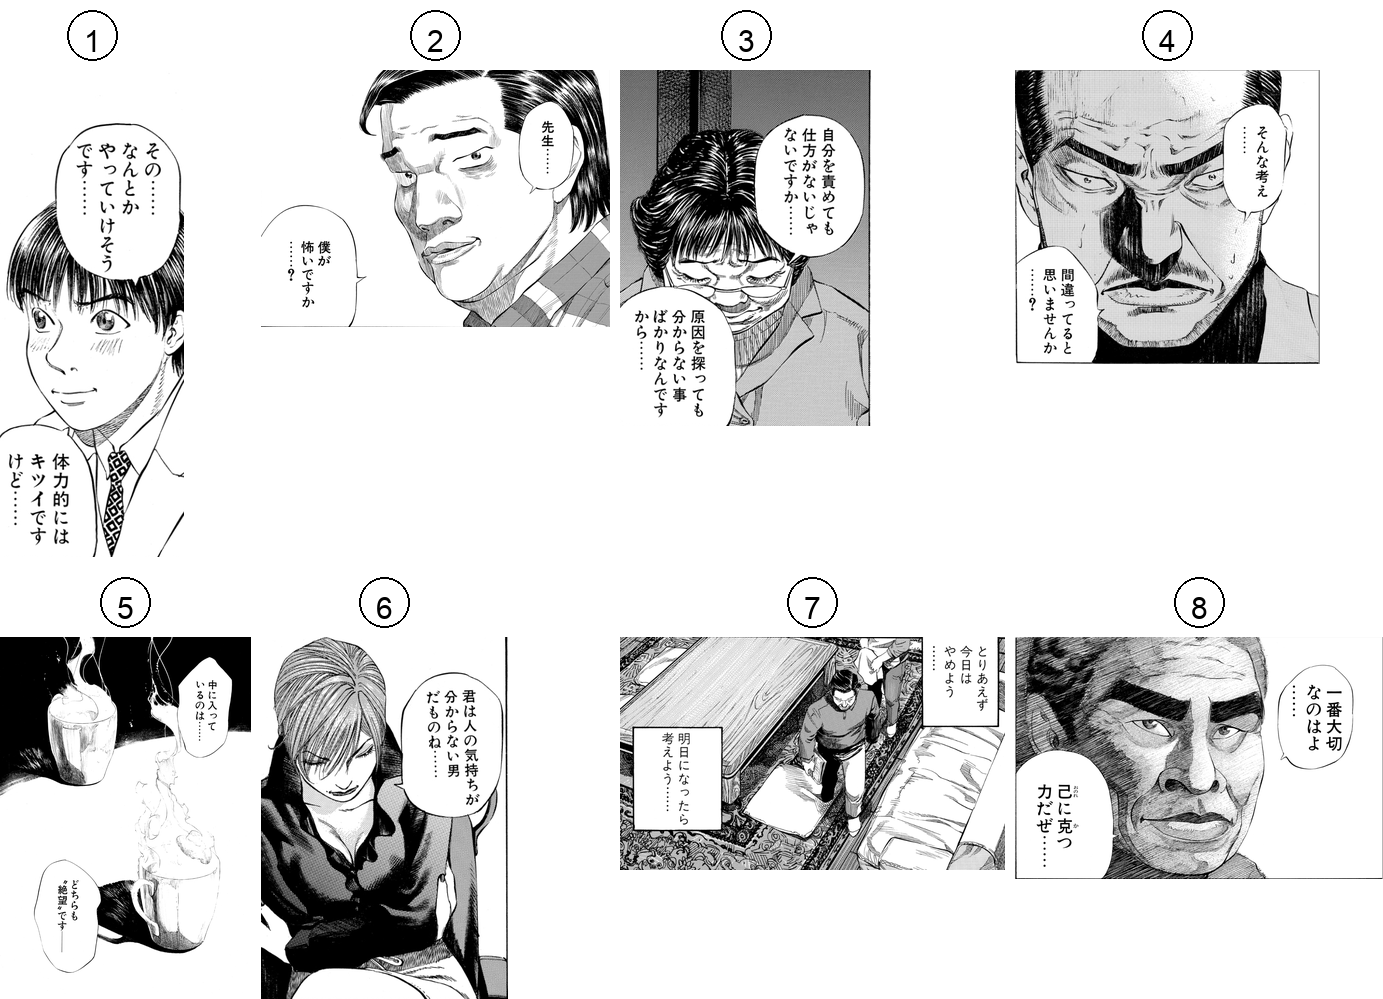 1
その……
なんとか
やっていけそう
です……
体力的には
キツイです
けど……
2
先生……
僕が
怖いですか
……?
3
自分を責めても
仕方がないじゃ
ないですか……
原因を探っても
分からない事
ばかりなんです
から……
4
そんな考え
……
間違ってると
思いませんか
……?
5
中に入って
いるのは……
どちらも
〝絶望〟です──
6
君は人の気持ちが
分からない男
だものね……
7
とりあえず
今日は
やめよう
……
明日になったら
考えよう……
8
一番大切
なのはよ
……
己に克つ
おれ か
力だぜ……